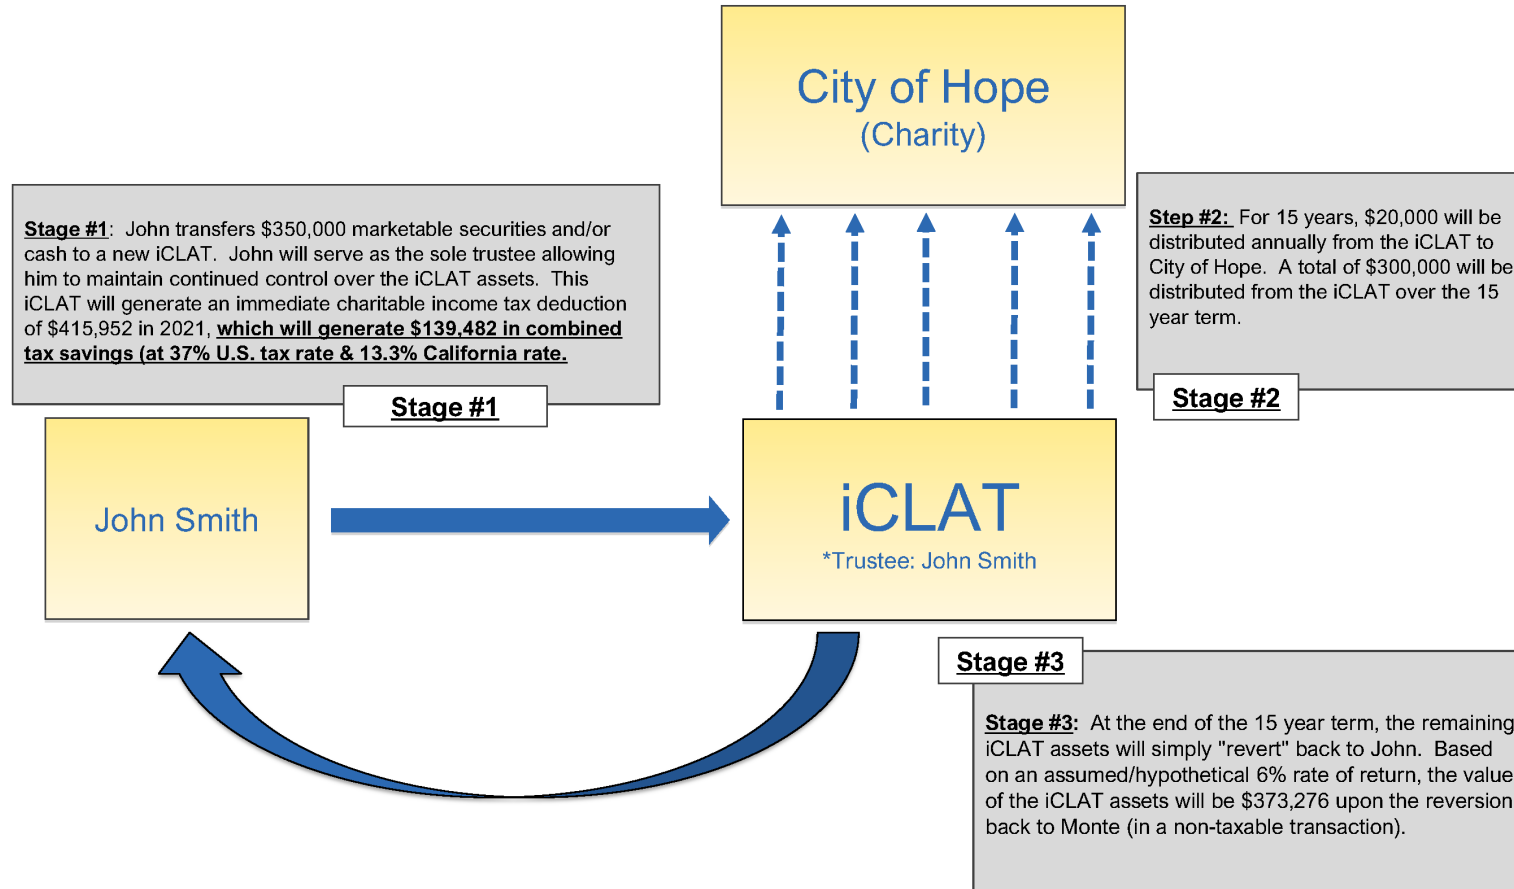 City of Hope
(Charity)
Stage #1:  John transfers $350,000 marketable securities and/or
cash to a new iCLAT.  John will serve as the sole trustee allowing
him to maintain continued control over the iCLAT assets.  This
iCLAT will generate an immediate charitable income tax deduction
of $415,952 in 2021, which will generate $139,482 in combined
tax savings (at 37% U.S. tax rate & 13.3% California rate.
Stage #1
Step #2:  For 15 years, $20,000 will be
distributed annually from the iCLAT to
City of Hope.  A total of $300,000 will be
distributed from the iCLAT over the 15
year term.
Stage #2
John Smith
iCLAT
*Trustee: John Smith
Stage #3
Stage #3:  At the end of the 15 year term, the remaining
iCLAT assets will simply "revert" back to John.  Based
on an assumed/hypothetical 6% rate of return, the value
of the iCLAT assets will be $373,276 upon the reversion
back to Monte (in a non-taxable transaction).